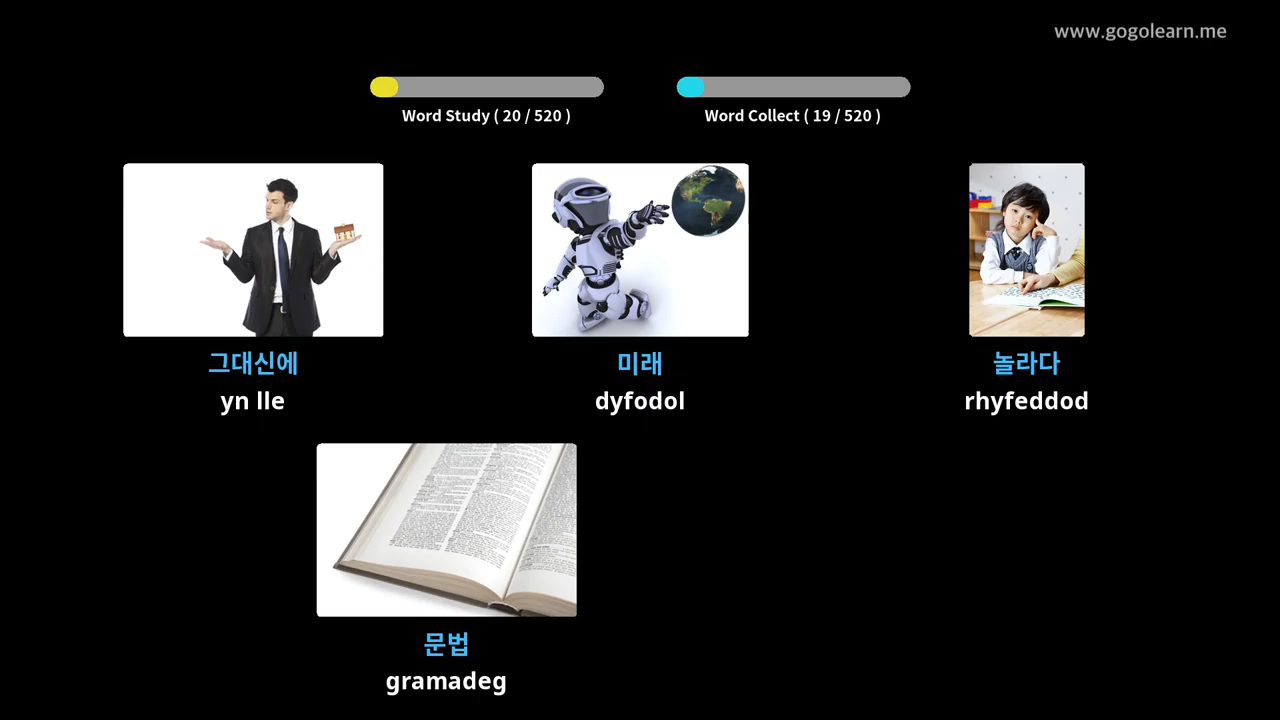 www.gogolearn.me
Word Study ( 20 / 520 )
Word Collect ( 19 / 520 )
그대신에
yn lle
미래
dyfodol
놀라다
rhyfeddod
문법
gramadeg